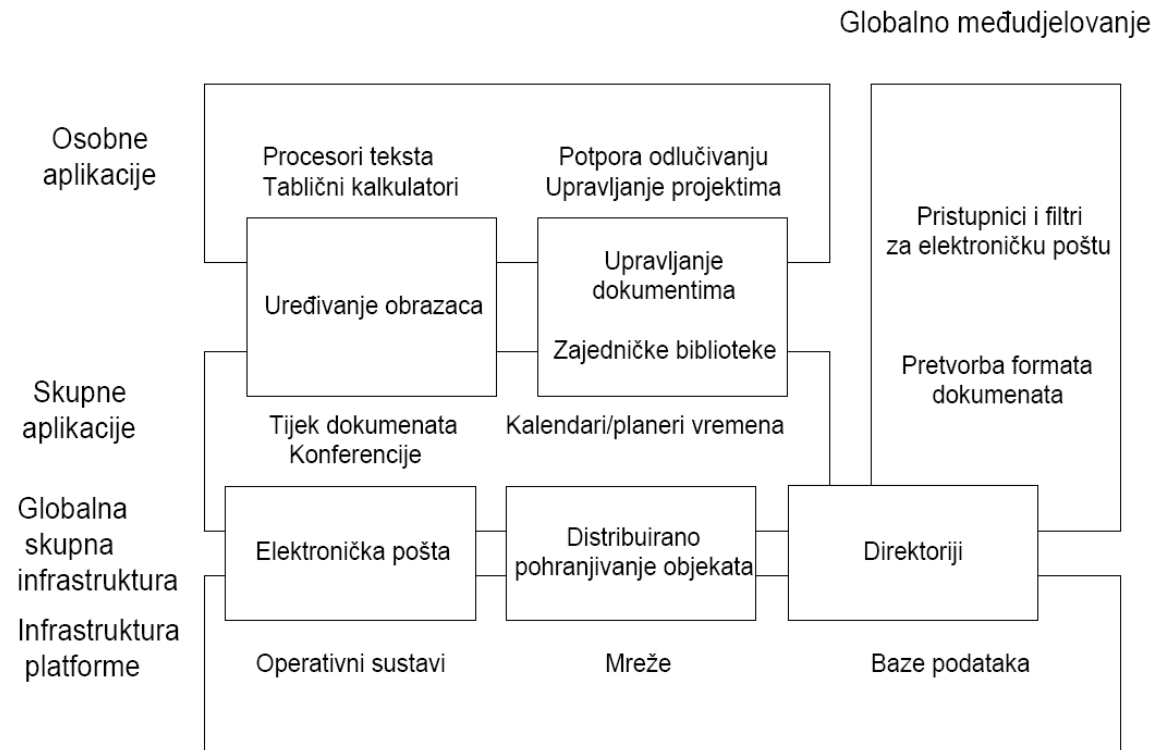 Globalno međudjelovanje
Osobne
aplikacije
Procesori teksta
Tablični kalkulatori
Potpora odlučivanju
Upravljanje projektima
Pristupnici i filtri
za elektroničku poštu
Uređivanje obrazaca
Upravljanje
dokumentima
Zajedničke biblioteke
Pretvorba formata
dokumenata
Skupne
aplikacije
Tijek dokumenata
Konferencije
Kalendari/planeri vremena
Globalna
skupna
infrastruktura
Elektronička pošta
Distribuirano
pohranjivanje objekata
Direktoriji
Infrastruktura
platforme
Operativni sustavi
Mreže
Baze podataka